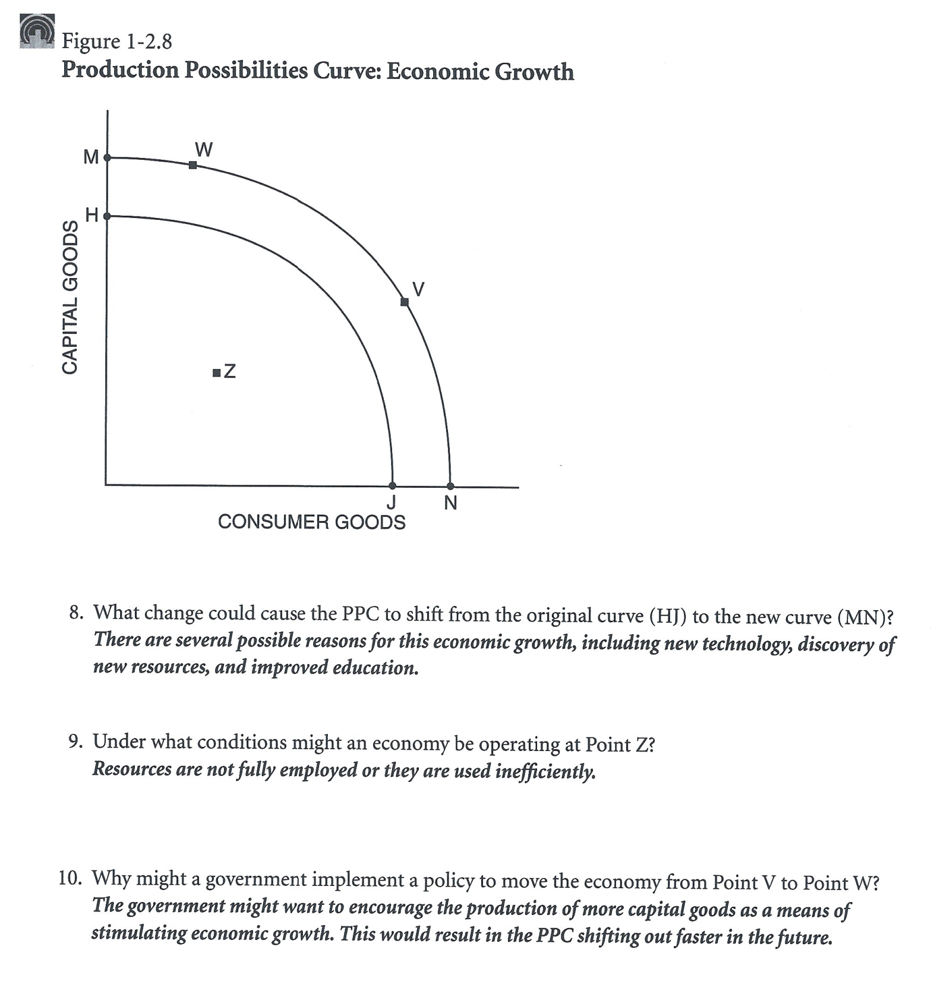 Figure 1-2.8
Production Possibilities Curve: Economic Growth
M
W
H
CAPITAL GOODS
V
Z
J
N
CONSUMER GOODS
8. What change could cause the PPC to shift from the original curve (HJ) to the new curve (MN)?
There are several possible reasons for this economic growth, including new technology, discovery of
new resources, and improved education.
9. Under what conditions might an economy be operating at Point Z?
Resources are not fully employed or they are used inefficiently.
10. Why might a government implement a policy to move the economy from Point V to Point W?
The government might want to encourage the production of more capital goods as a means of
stimulating economic growth. This would result in the PPC shifting out faster in the future.